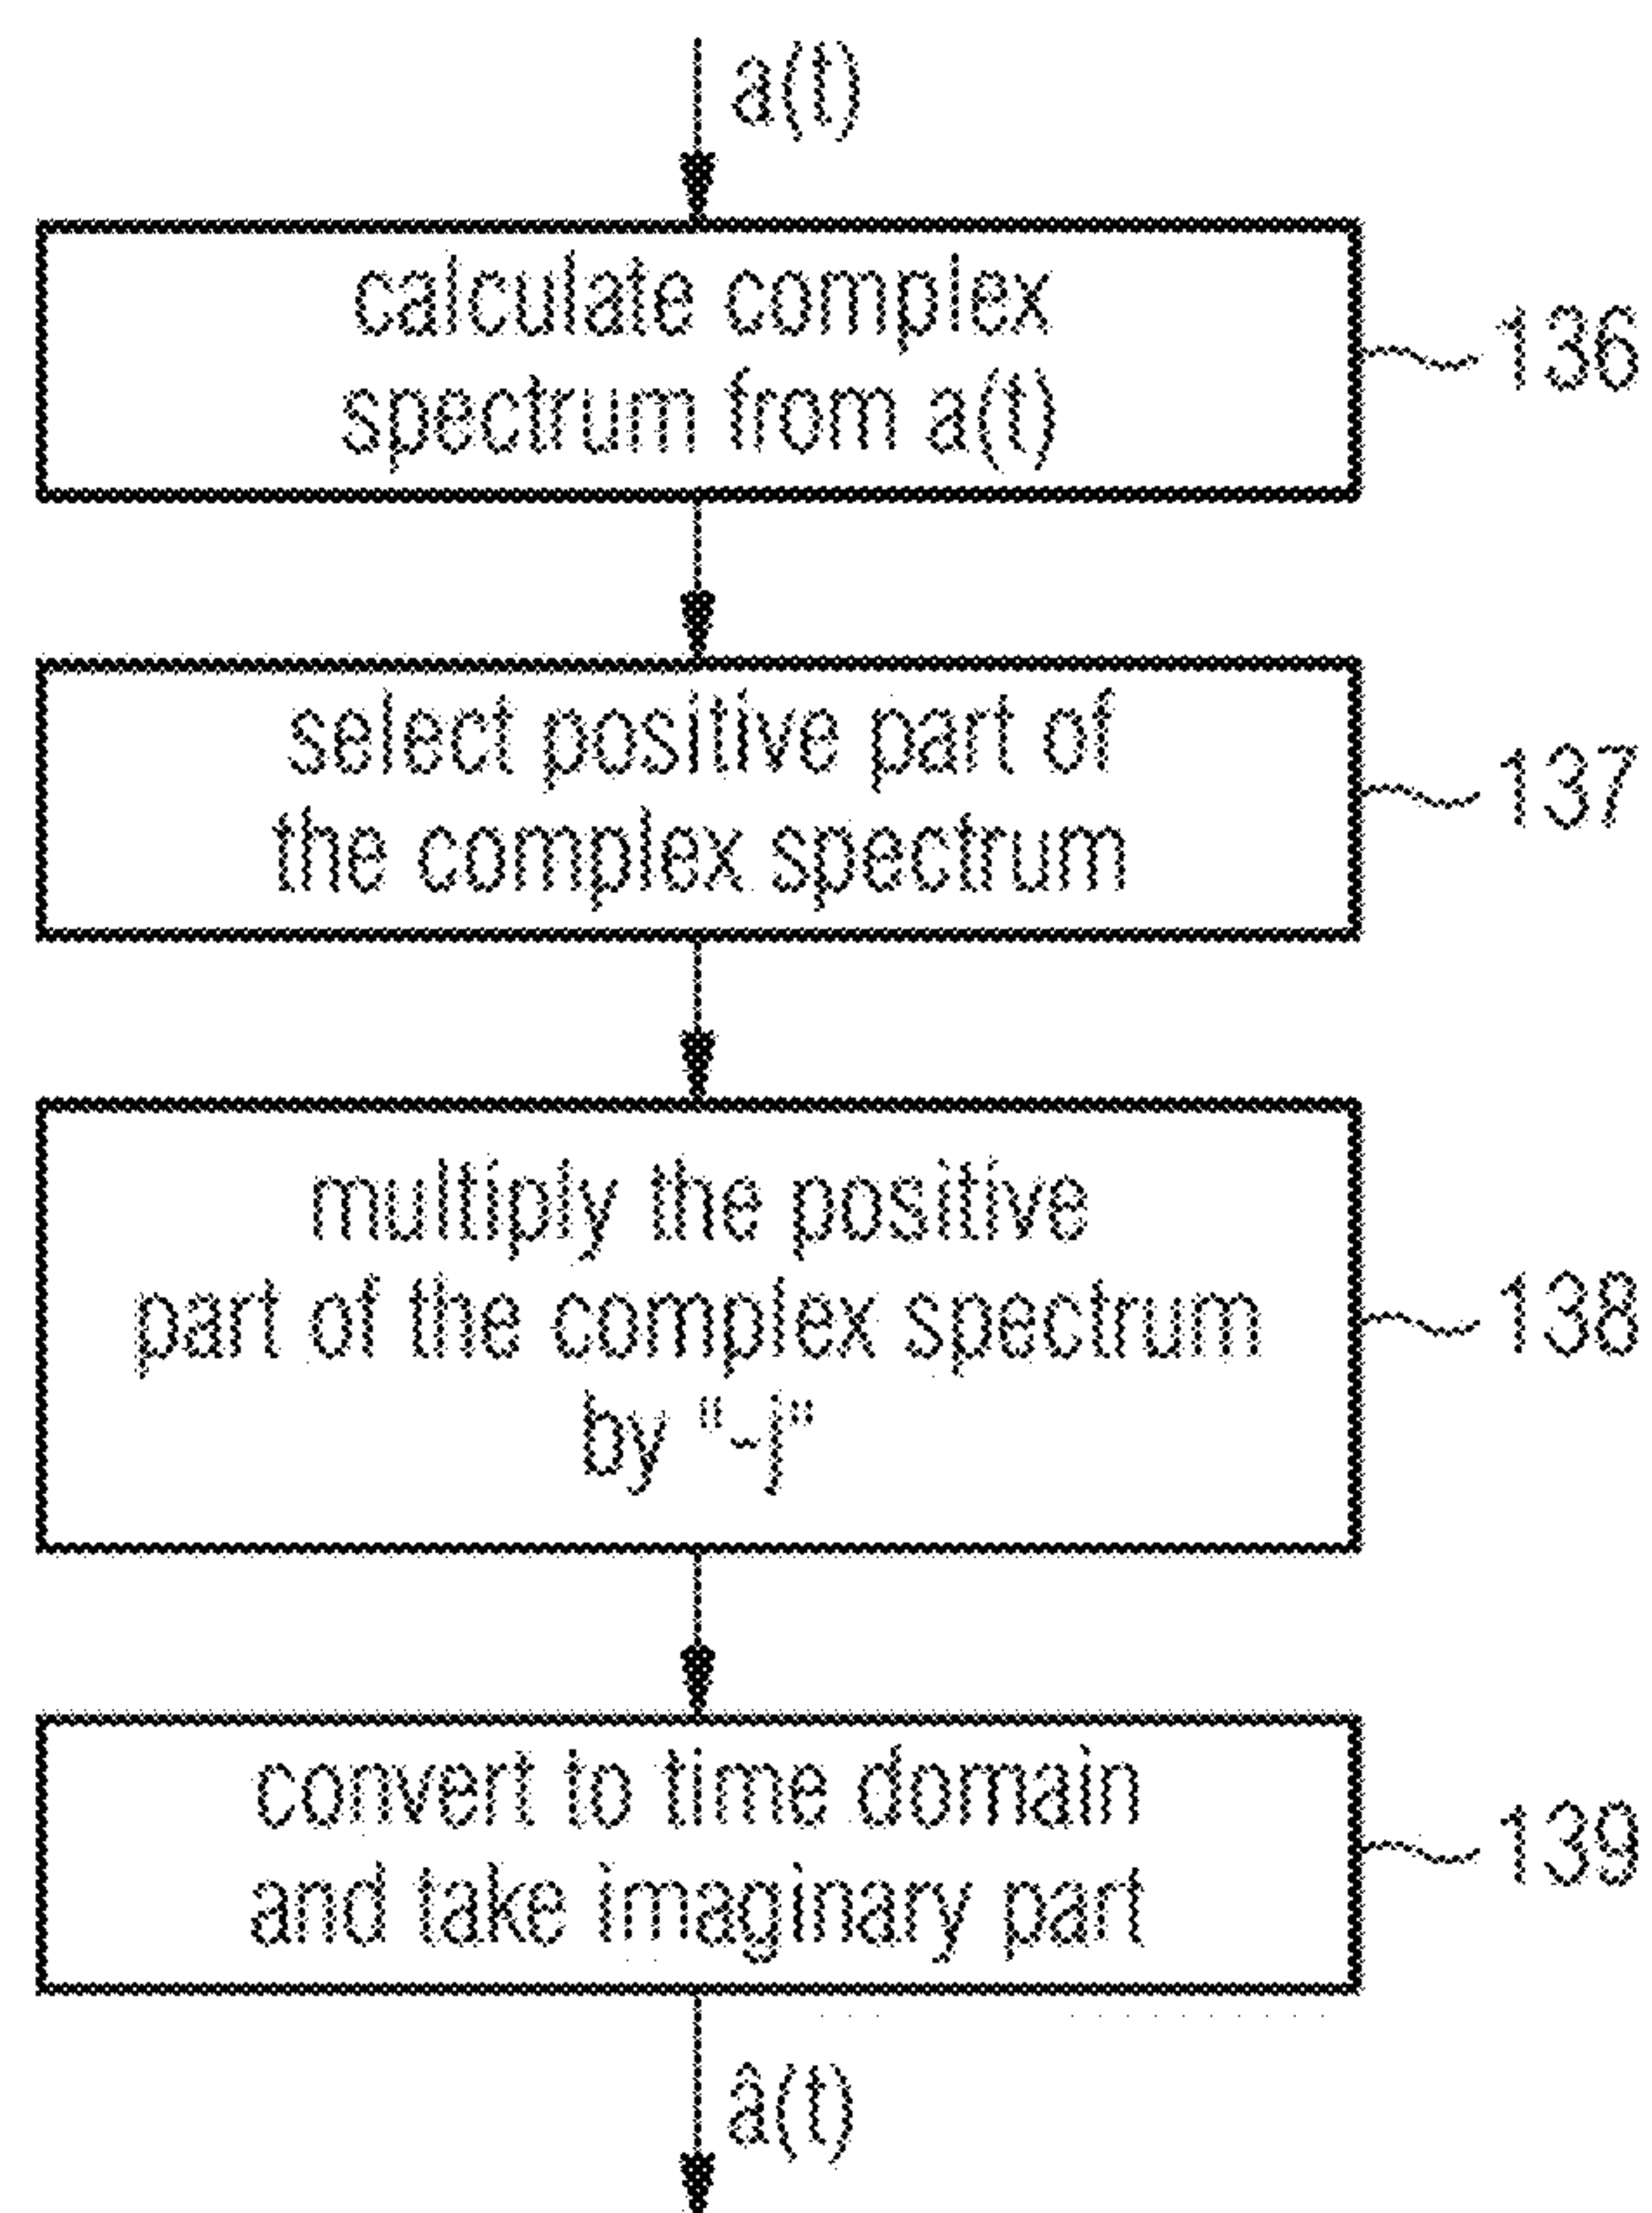 a(t)
calculate complex
spectrum from a(t)
136
select positive part of
the complex spectrum
137
multiply the positive
part of the complex spectrum
by "-j"
138
convert to time domain
and take imaginary part
139
â(t)